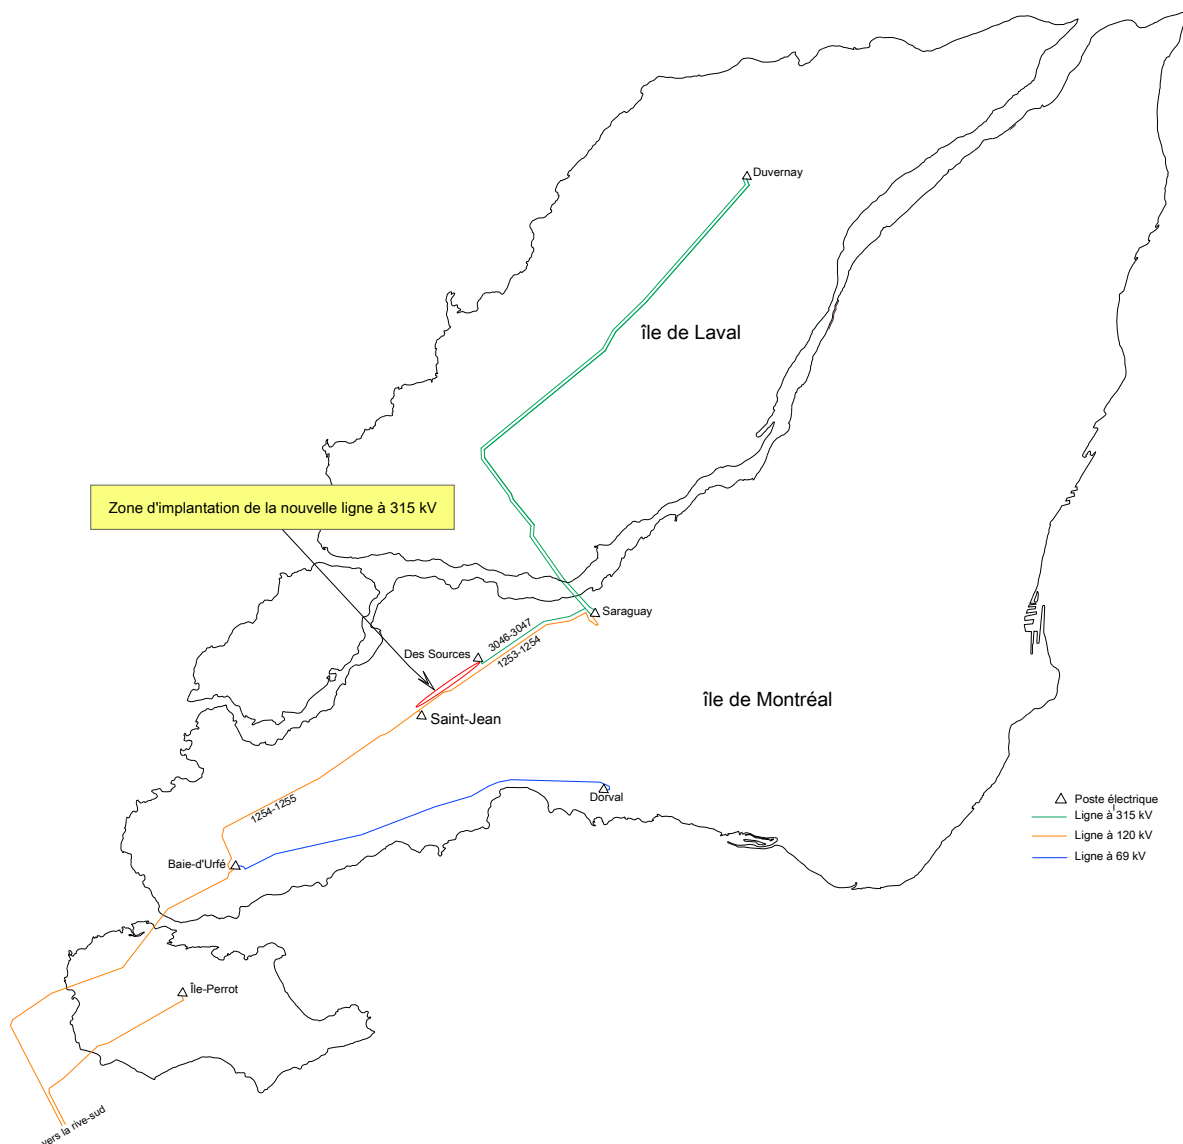 Duvernay
île de Laval
Zone d'implantation de la nouvelle ligne à 315 kV
Saraguay
3046-3047
1253-1254
Des Sources
île de Montréal
Saint-Jean
Dorval
1254-1255
Baie-d'Urfé
Poste électrique
Ligne à 315 kV
Ligne à 120 kV
Ligne à 69 kV
Île-Perrot
vers la rive-sud